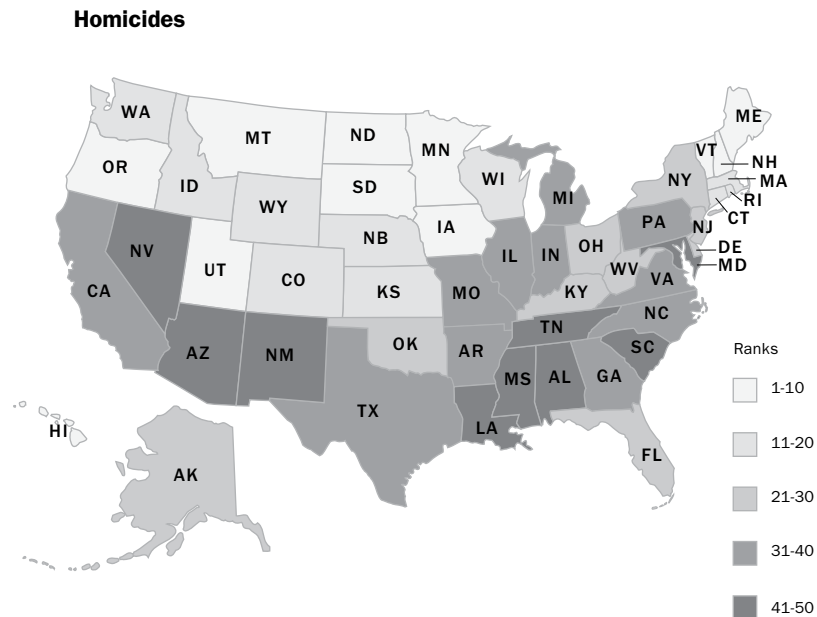 Homicides
WA
MT
ND
MN
ME
VT
NH
MA
RI
CT
OR
ID
SD
WI
MI
NY
WY
IA
NB
PA
NJ
DE
MD
NV
UT
CO
KS
IL
IN
OH
WV
VA
CA
MO
KY
NC
AZ
NM
OK
AR
TN
SC
MS
AL
GA
TX
LA
FL
HI
AK
Ranks
1-10
11-20
21-30
31-40
41-50